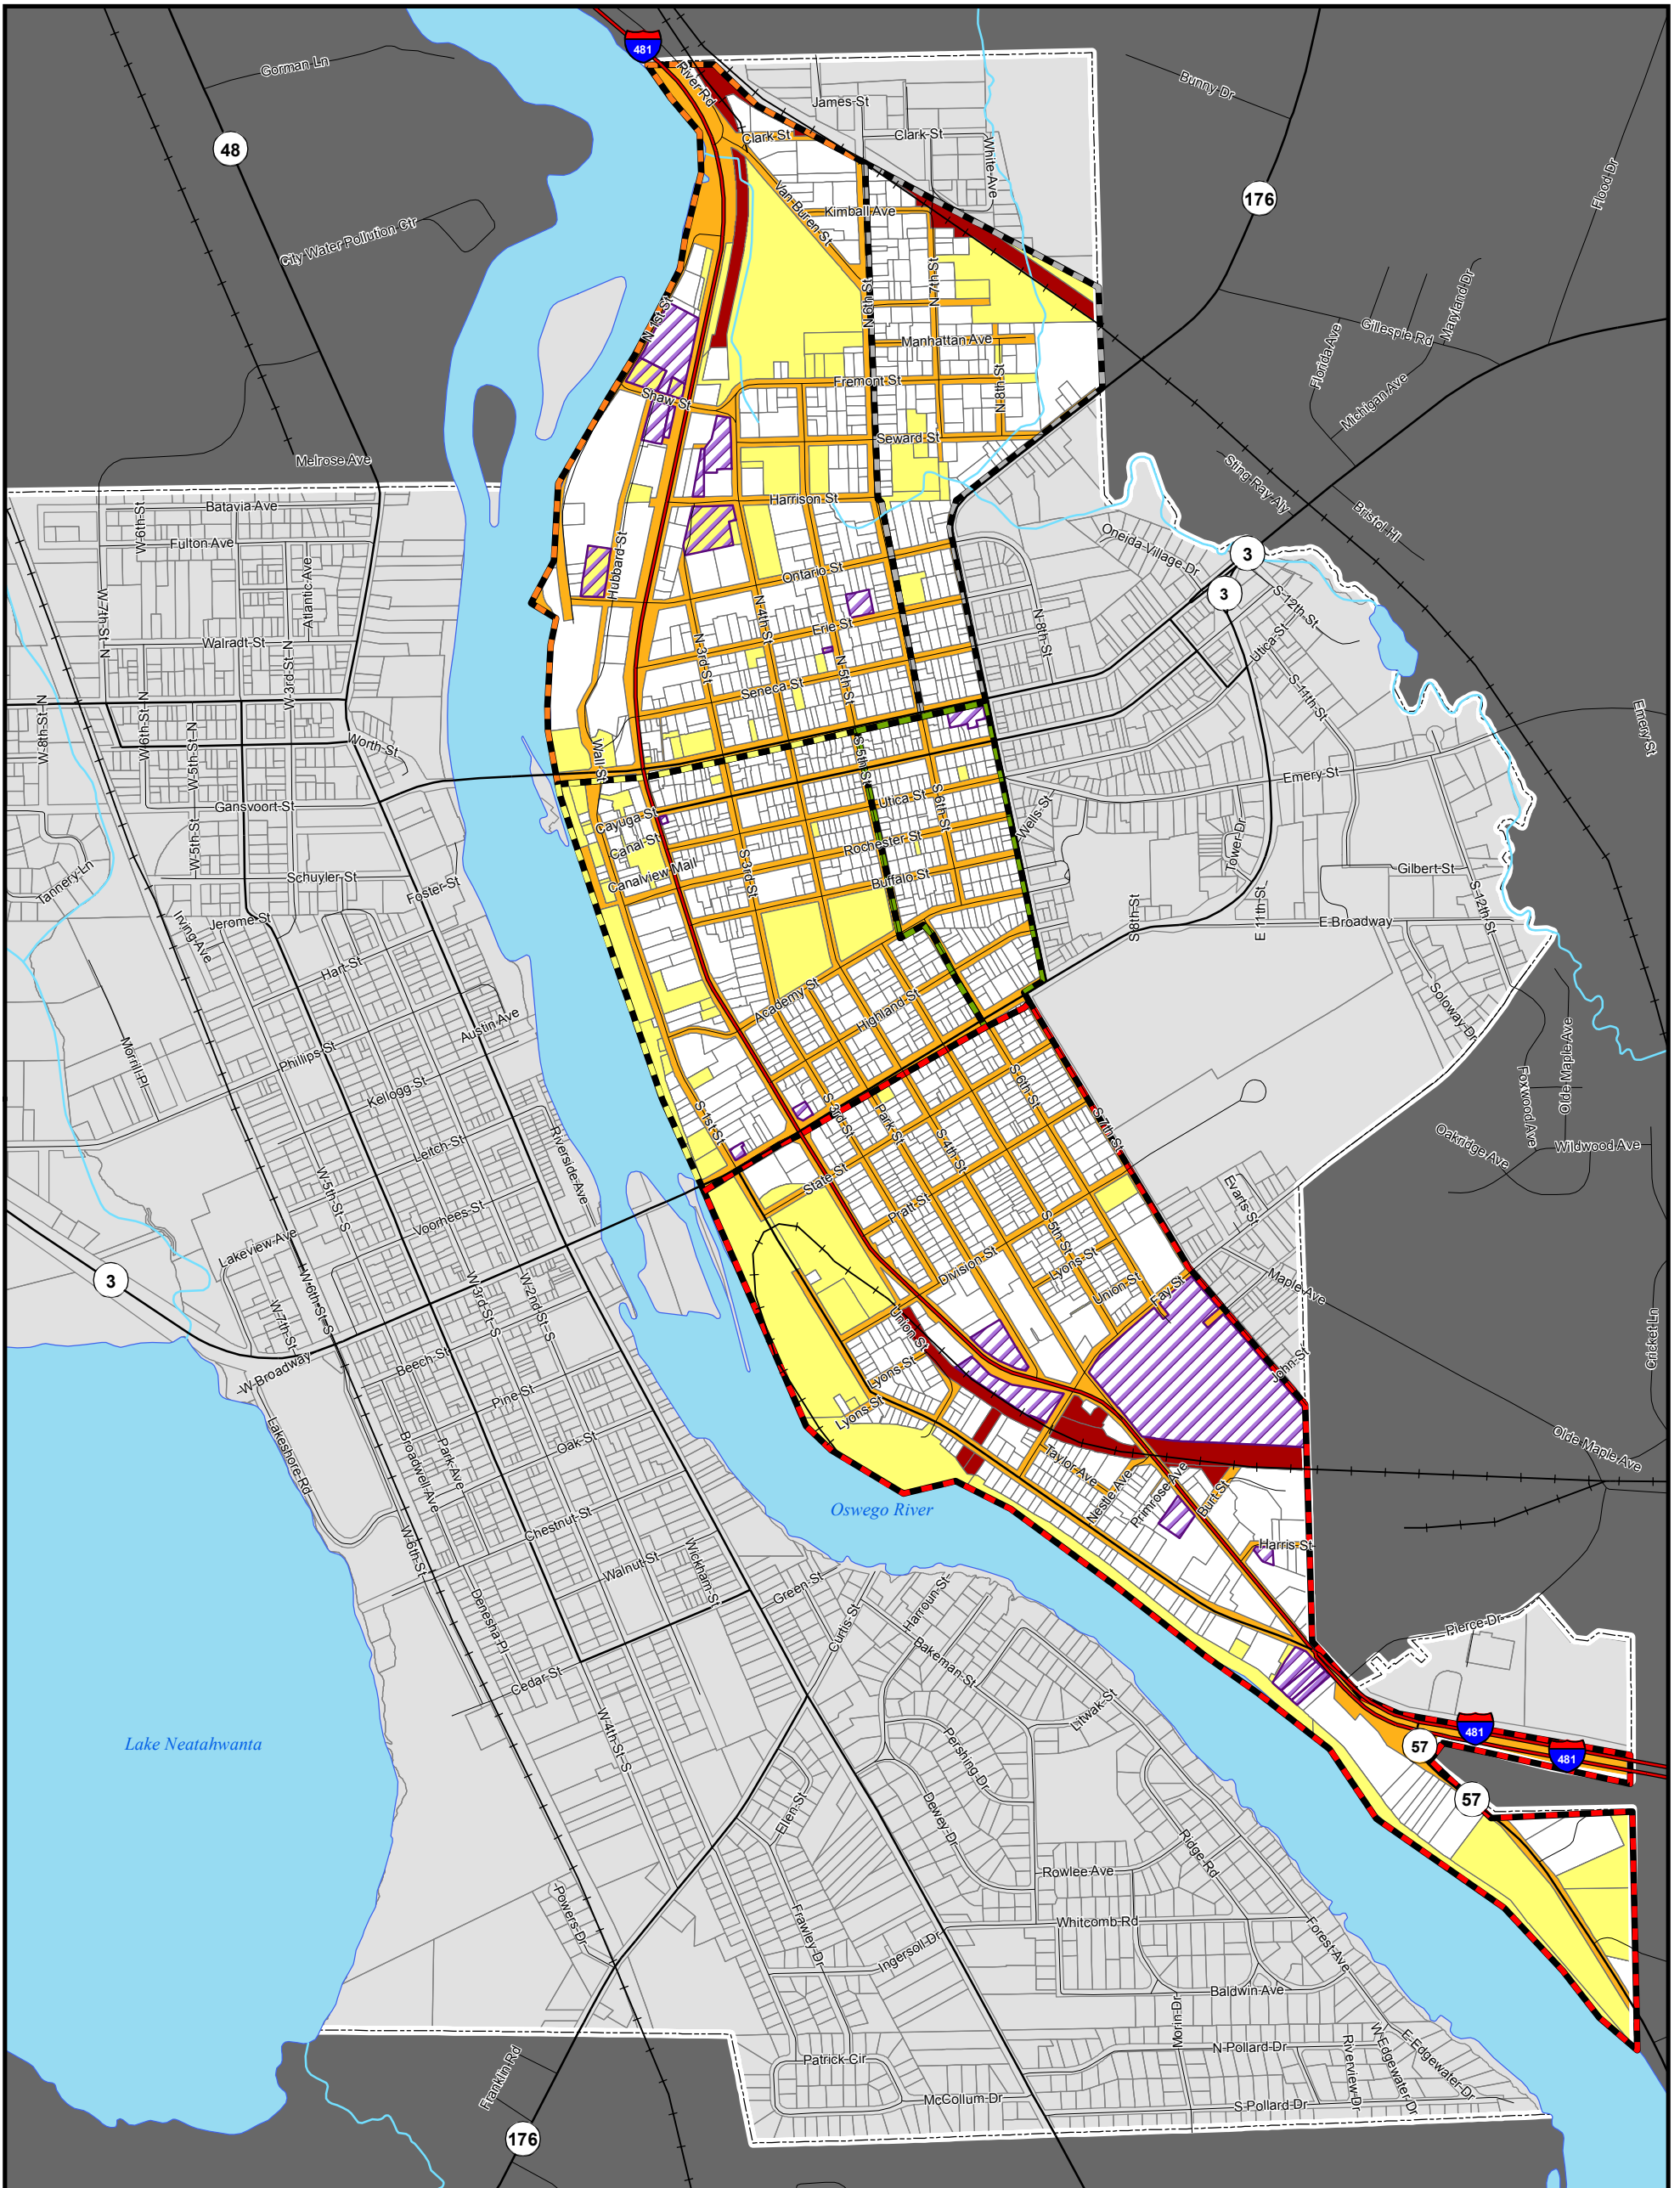 481
River Rd
Gorman Ln
James St
Bunny Dr
48
Clark St
Clark St
White Ave
176
Flood Dr
Van Buren St
Kimball Ave
City Water Pollution Ctr
N 7th St
N 6th St
N 1st St
Maryland Dr
Gillespie Rd
Florida Ave
Manhattan Ave
Fremont St
N 8th St
Michigan Ave
Shaw St
Seward St
Melrose Ave
Sting Ray Aly
Harrison St
Batavia Ave
W 6th St
Bristol Hl
Fulton Ave
Oneida Village Dr
3
Hubbard St
Ontario St
Atlantic Ave
3
S 12th St
W 7th St N
N 4th St
Erie St
N 8th St
Walradt St
Utica St
N 3rd St
N 5th St
W 3rd St N
Seneca St
S 11th St
W 8th St N
W 6th St N
W 5th St N
Worth St
Wall St
S 5th St
Emery St
Emery St
Gansvoort St
Utica St
S 6th St
Cayuga St
Wells St
W 5th St
Canal St
Rochester St
Tower Dr
Canalview Mall
S 3rd St
Buffalo St
Gilbert St
Tannery Ln
Schuyler St
Foster St
S 12th St
Irving Ave
Jerome St
S 8th St
E 11th St
E Broadway
Hart St
Academy St
Highland St
Soloway Dr
Austin Ave
Morrill Pl
Phillips St
Olde Maple Ave
Foxwood Ave
Kellogg St
S 6th St
S 1st St
S 3rd St
Park St
S 7th St
Leitch St
Riverside Ave
S 4th St
Oakridge Ave
Wildwood Ave
W 5th St S
State St
Evarts St
Voorhees St
Pratt St
Lakeview Ave
S 5th St
Division St
Lyons St
3
Maple Ave
W 6th St S
W 3rd St S
W 2nd St S
Union St
Fay St
W 7th St
Union St
Cricket Ln
Beech St
W Broadway
Lyons St
John St
Pine St
Lyons St
Lakeshore Rd
Broadwell Ave
Park Ave
Oak St
Olde Maple Ave
Taylor Ave
Nestle Ave
Primrose Ave
Burt St
Oswego River
Chestnut St
W 6th St
Wickham St
Harris St
Walnut St
Green St
Denesha Pl
Curtis St
Harroun St
Bakeman St
Pierce Dr
Cedar St
Litwak St
W 4th St S
Lake Neatahwanta
481
57
481
Pershing Dr
57
Ellen St
Dewey Dr
Ridge Rd
Rowlee Ave
Powers Dr
Frawley Dr
Whitcomb Rd
Ingersoll Dr
Forest Ave
Baldwin Ave
Morin Dr
N Pollard Dr
Riverview Dr
W Edgewater Dr
E Edgewater Dr
Patrick Cir
Franklin Rd
McCollum Dr
S Pollard Dr
176